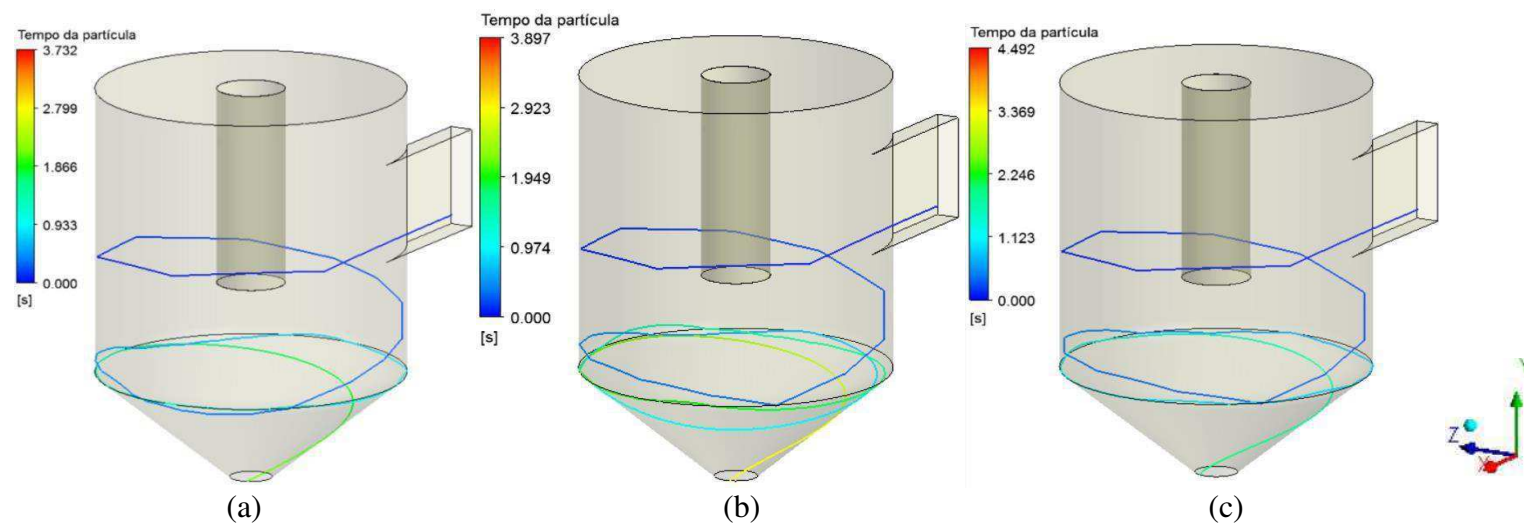 Tempo da partícula
3.732
2.799
1.866
0.933
0.000
[s]
(a)
Tempo da partícula
3.897
2.923
1.949
0.974
0.000
[s]
(b)
Tempo da partícula
4.492
3.369
2.246
1.123
0.000
[s]
(c)
Z
X